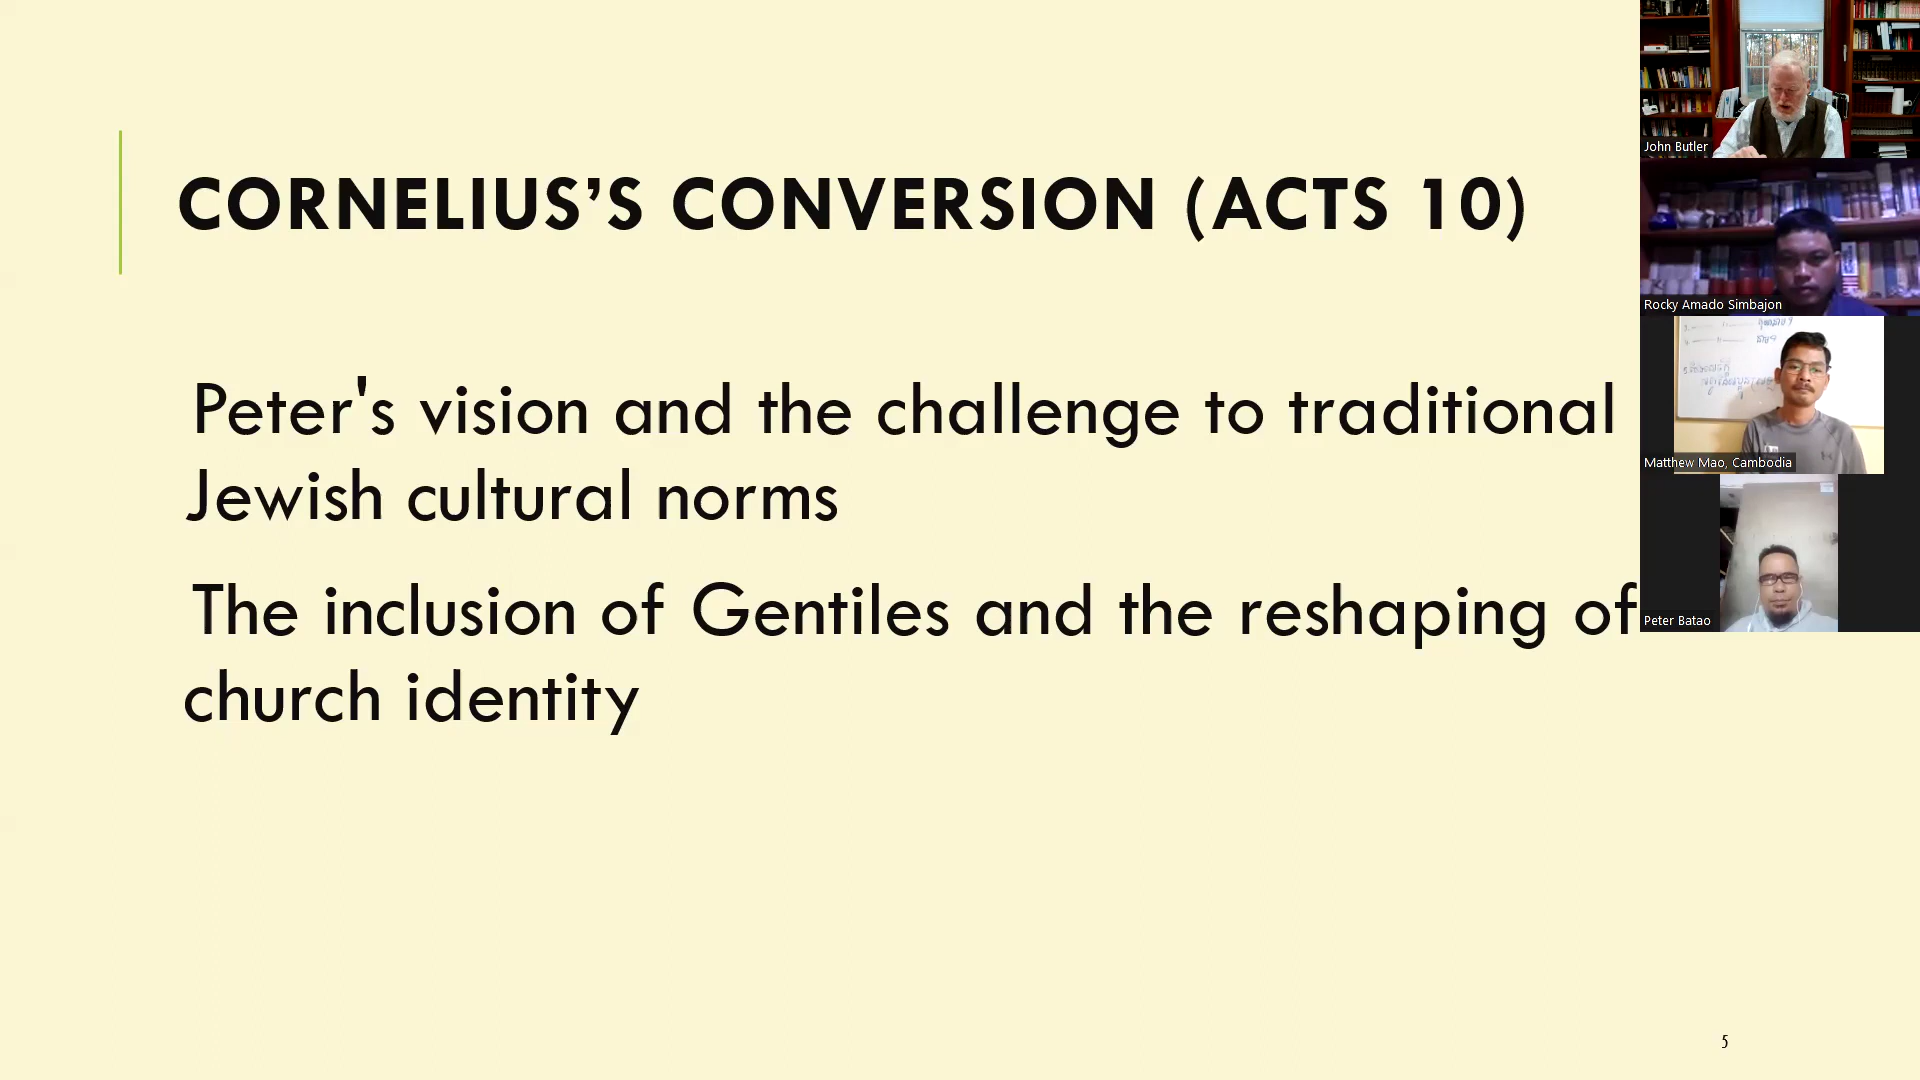 CORNELIUS’S CONVERSION (ACTS 10)
Peter's vision and the challenge to traditional
Jewish cultural norms
The inclusion of Gentiles and the reshaping of
church identity
5
John Butler
Rocky Amado Simbajon
Matthew Mao, Cambodia
Peter Batao